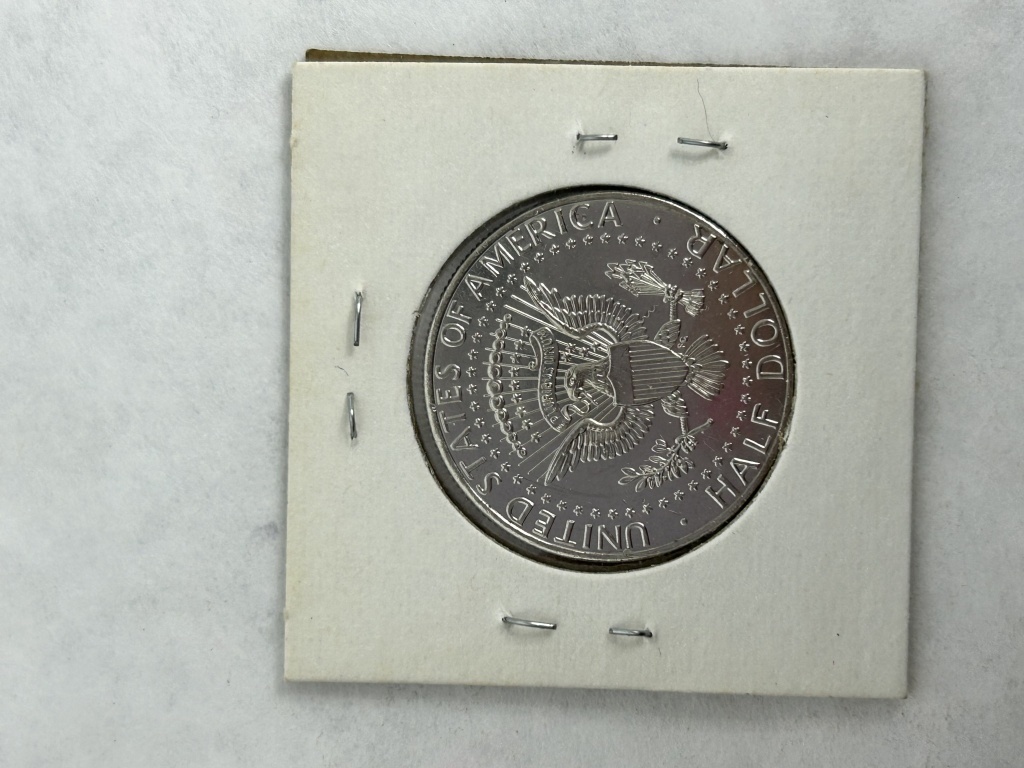 UNITED STATES OF AMERICA
HALF DOLLAR